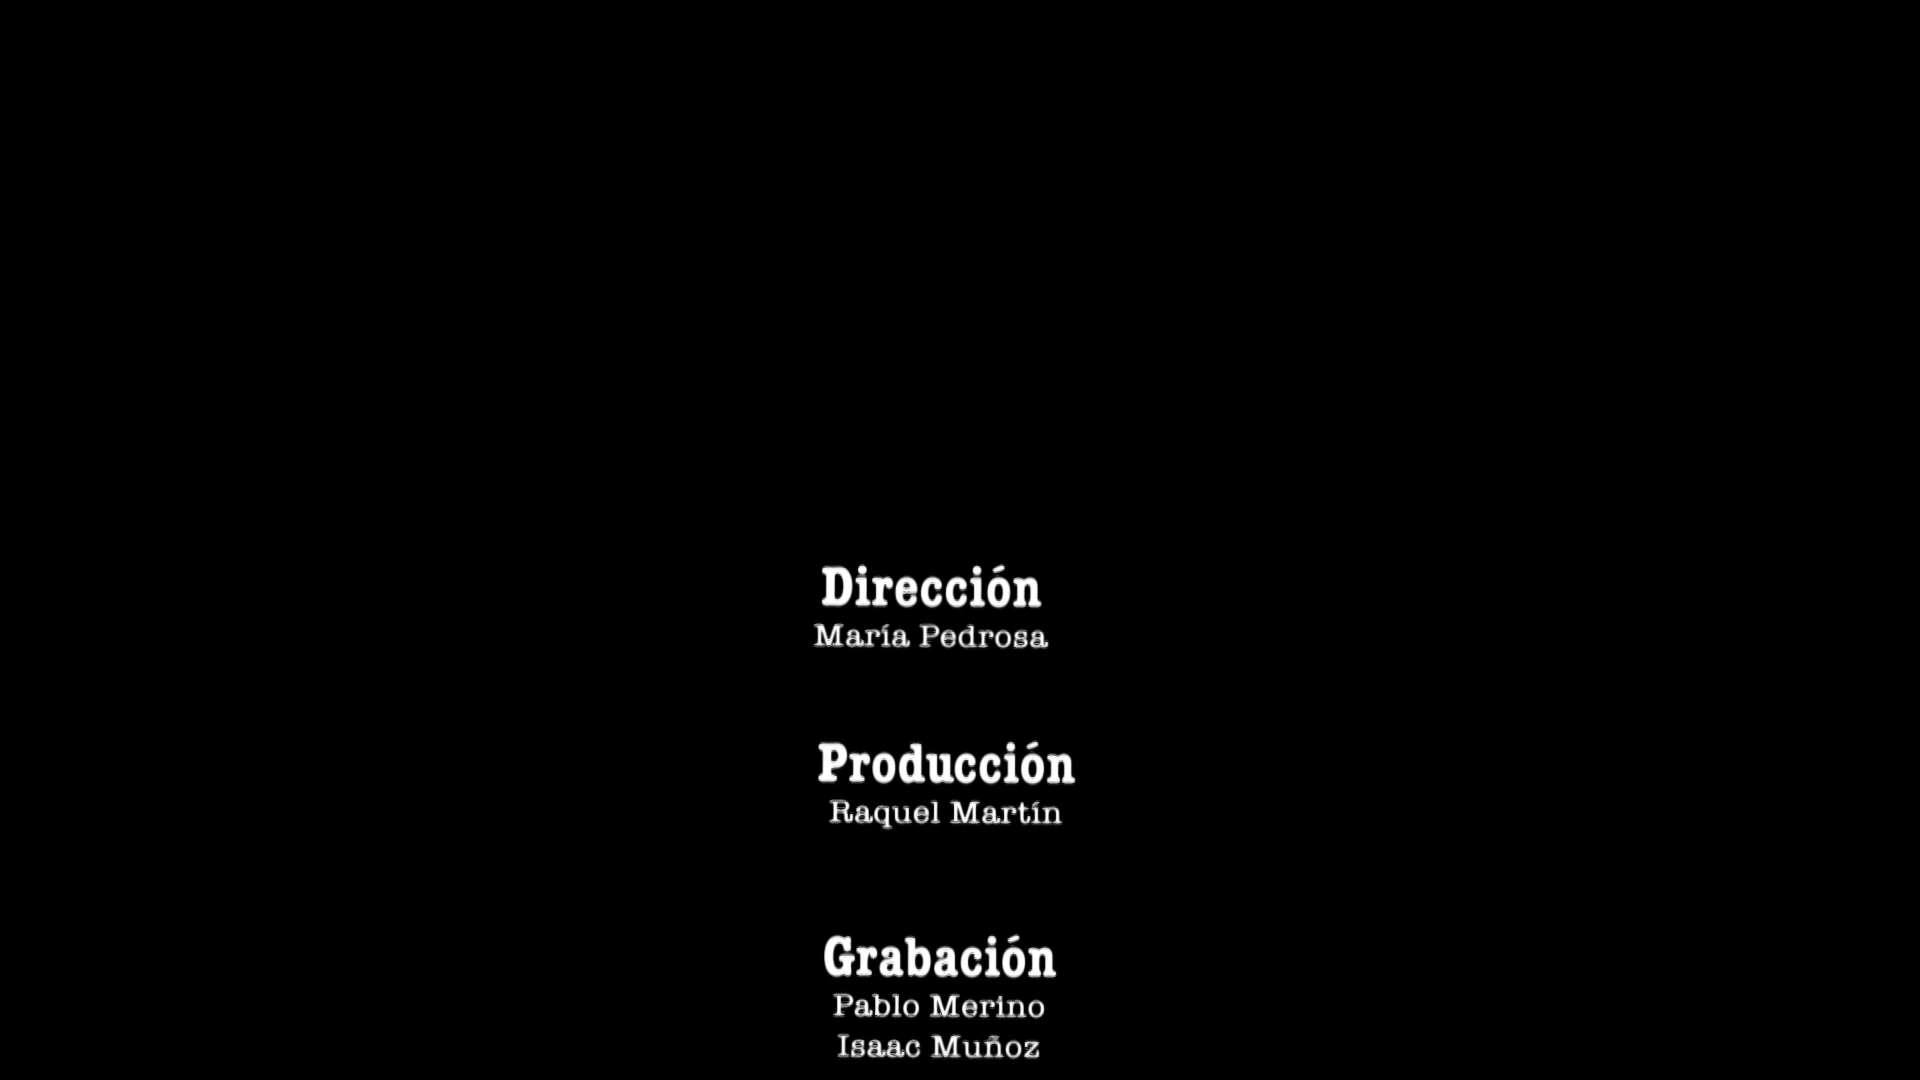 Dirección
María Pedrosa
Producción
Raquel Martín
Grabación
Pablo Merino
Isaac Muñoz